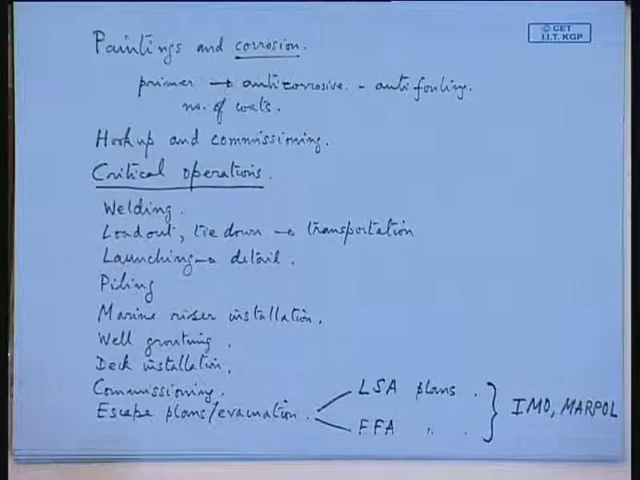 © CET
I.I.T. KGP
Paintings and corrosion.
primer → anticorrosive. - antifouling.
no. of coats.
Hookup and commissioning.
Critical operations.
Welding.
Loadout, tie down → transportation
Launching → detail.
Piling
Marine riser installation.
Well grouting.
Deck installation.
Commissioning.
Escape plans/evacuation. LSA plans.
FFA " .
IMO, MARPOL